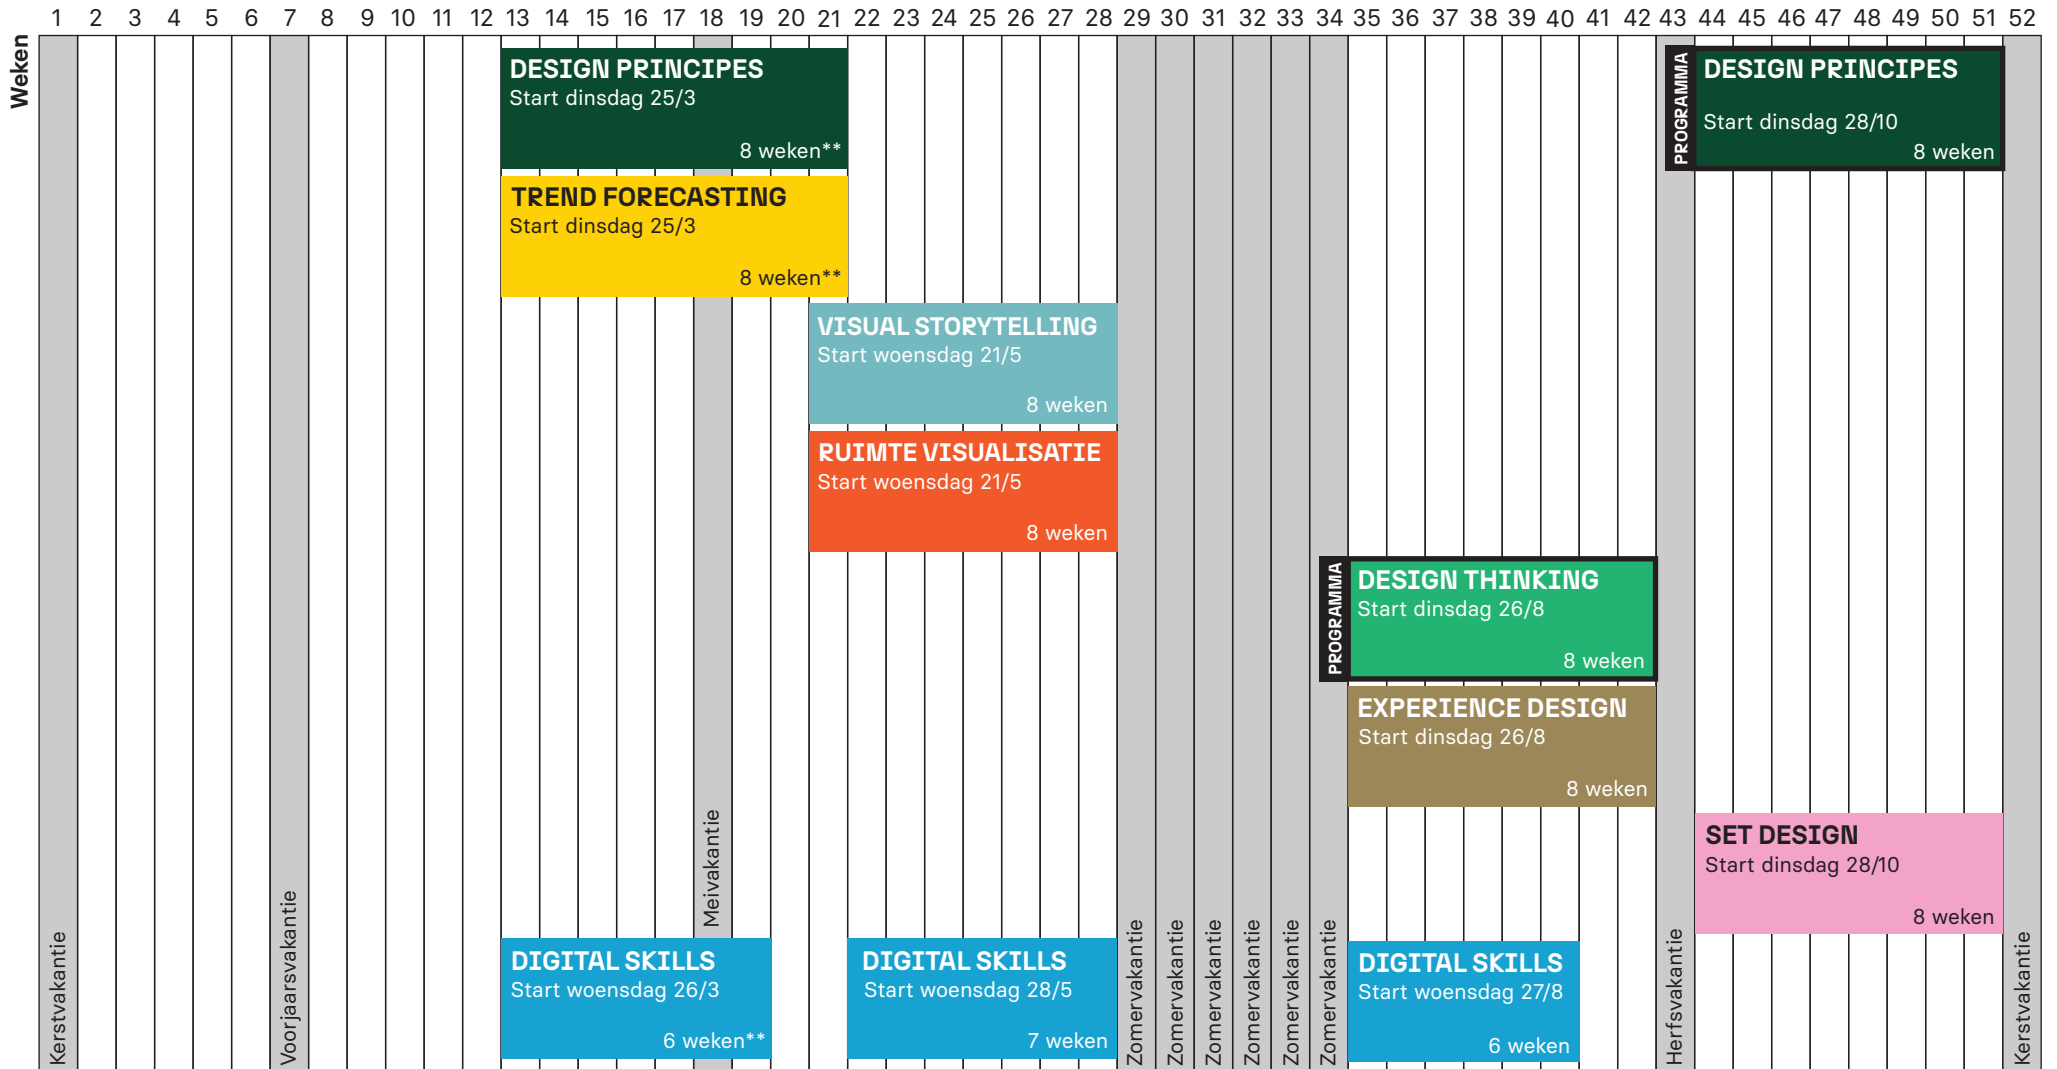 1 2 3 4 5 6 7 8 9 10 11 12 13 14 15 16 17 18 19 20 21 22 23 24 25 26 27 28 29 30 31 32 33 34 35 36 37 38 39 40 41 42 43 44 45 46 47 48 49 50 51 52
Weken
DESIGN PRINCIPES
Start dinsdag 25/3
8 weken**
PROGRAMMA
DESIGN PRINCIPES
Start dinsdag 28/10
8 weken
TREND FORECASTING
Start dinsdag 25/3
8 weken**
VISUAL STORYTELLING
Start woensdag 21/5
8 weken
RUIMTE VISUALISATIE
Start woensdag 21/5
8 weken
PROGRAMMA
DESIGN THINKING
Start dinsdag 26/8
8 weken
EXPERIENCE DESIGN
Start dinsdag 26/8
8 weken
SET DESIGN
Start dinsdag 28/10
8 weken
DIGITAL SKILLS
Start woensdag 26/3
6 weken**
DIGITAL SKILLS
Start woensdag 28/5
7 weken
DIGITAL SKILLS
Start woensdag 27/8
6 weken
Kerstvakantie
Voorjaarsvakantie
Meivakantie
Zomervakantie
Zomervakantie
Zomervakantie
Zomervakantie
Zomervakantie
Zomervakantie
Herfsvakantie
Kerstvakantie